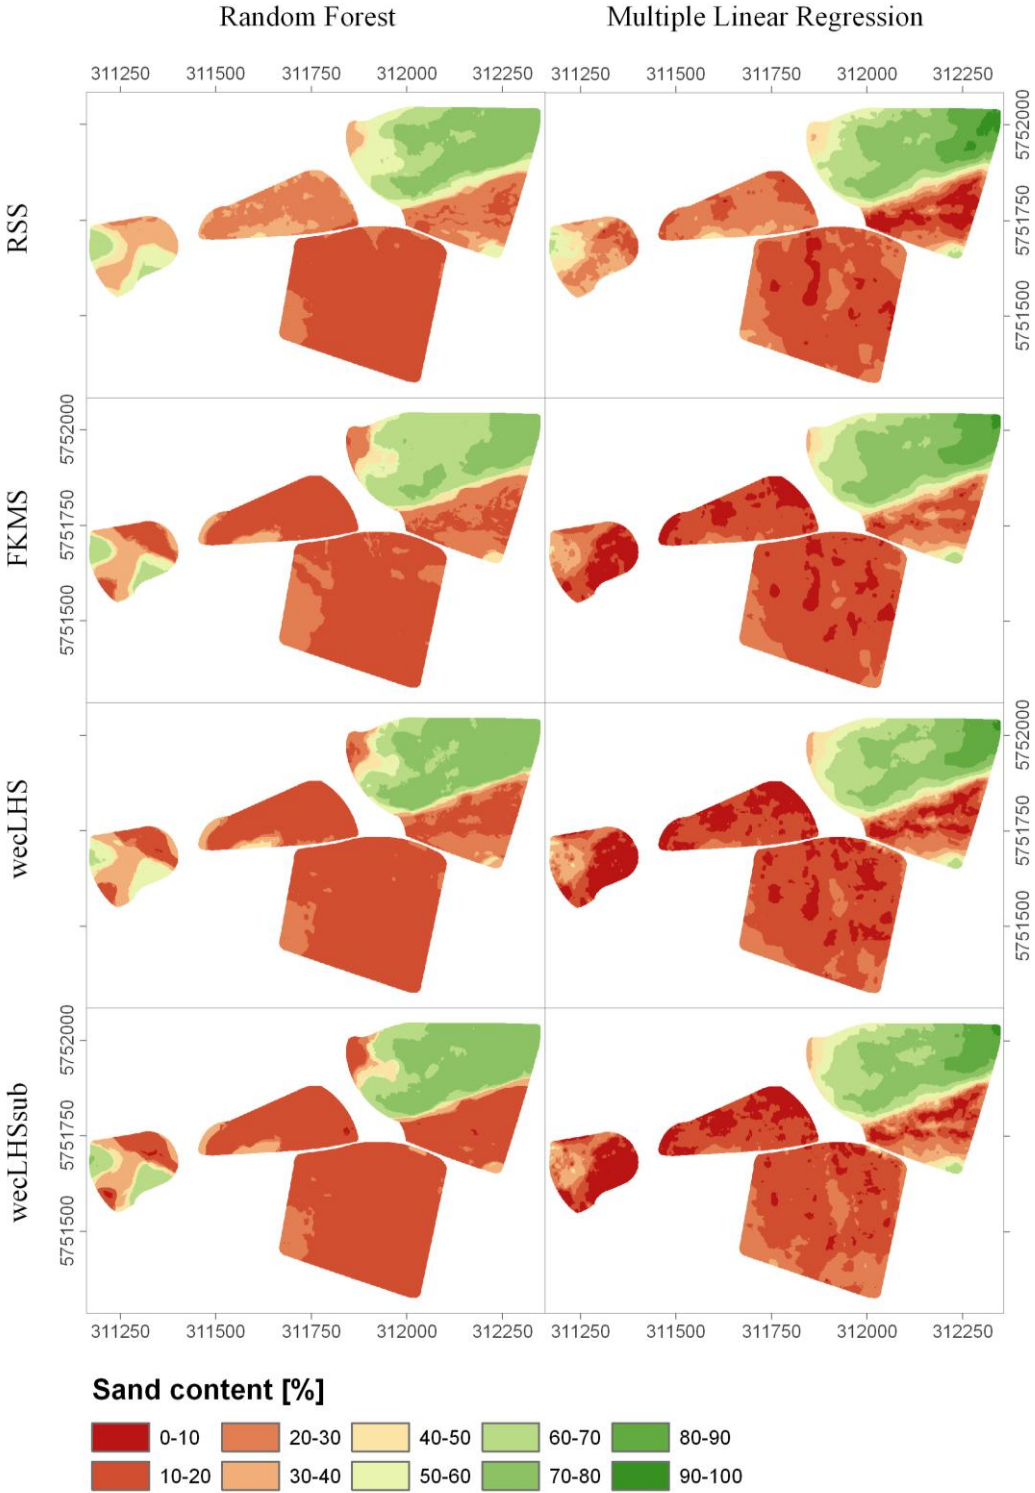 Random Forest Multiple Linear Regression
311250 311500 311750 312000 312250 311250 311500 311750 312000 312250
RSS
5752000
5751750
5751500
FKMS
5752000
5751750
5751500
wecLHS
5752000
5751750
5751500
wecLHSsub
5752000
5751750
5751500
311250 311500 311750 312000 312250 311250 311500 311750 312000 312250
Sand content [%]
0-10 20-30 40-50 60-70 80-90
10-20 30-40 50-60 70-80 90-100